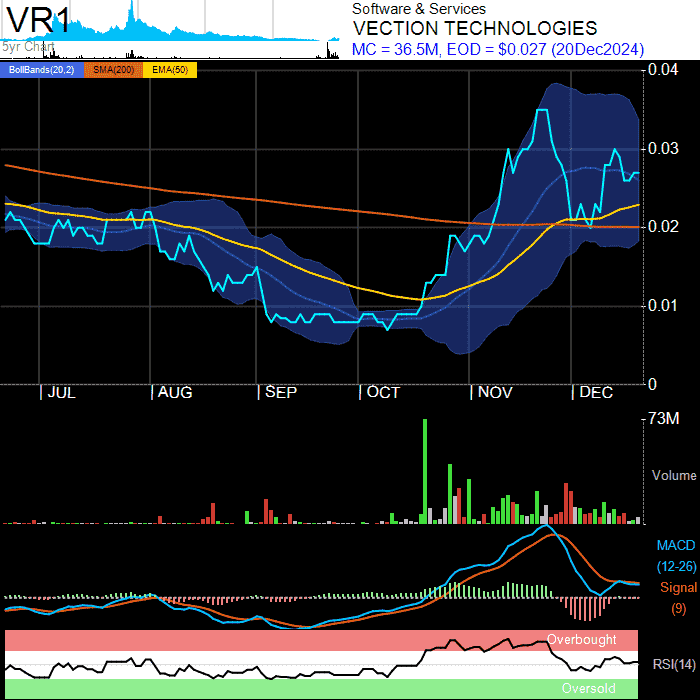 VR1
5yr Chart
Software & Services
VECTION TECHNOLOGIES
MC = 36.5M, EOD = $0.027 (20Dec2024)
BollBands(20,2) SMA(200) EMA(50)
0.04
0.03
0.02
0.01
0
JUL AUG SEP OCT NOV DEC
73M
Volume
MACD
(12-26)
Signal
(9)
Overbought
RSI(14)
Oversold